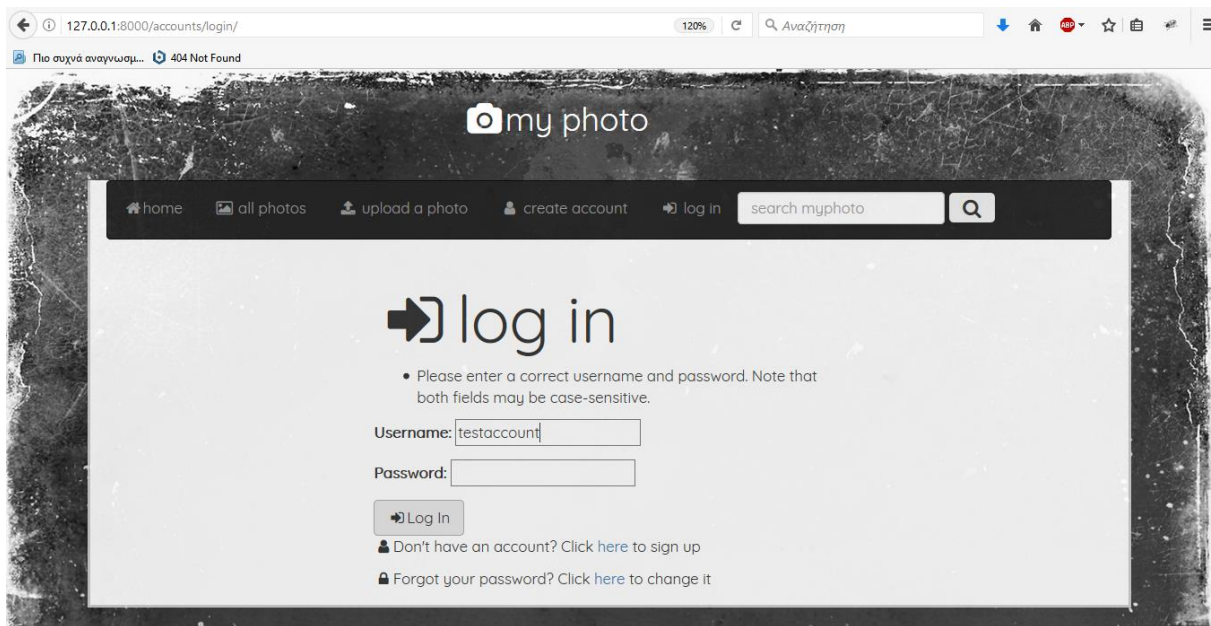 127.0.0.1:8000/accounts/login/ 120% Αναζήτηση ABP
Πιο συχνά αναγνωσμ... 404 Not Found
my photo
home all photos upload a photo create account log in search myphoto
log in
• Please enter a correct username and password. Note that
both fields may be case-sensitive.
Username: testaccount
Password:
Log In
Don't have an account? Click here to sign up
Forgot your password? Click here to change it